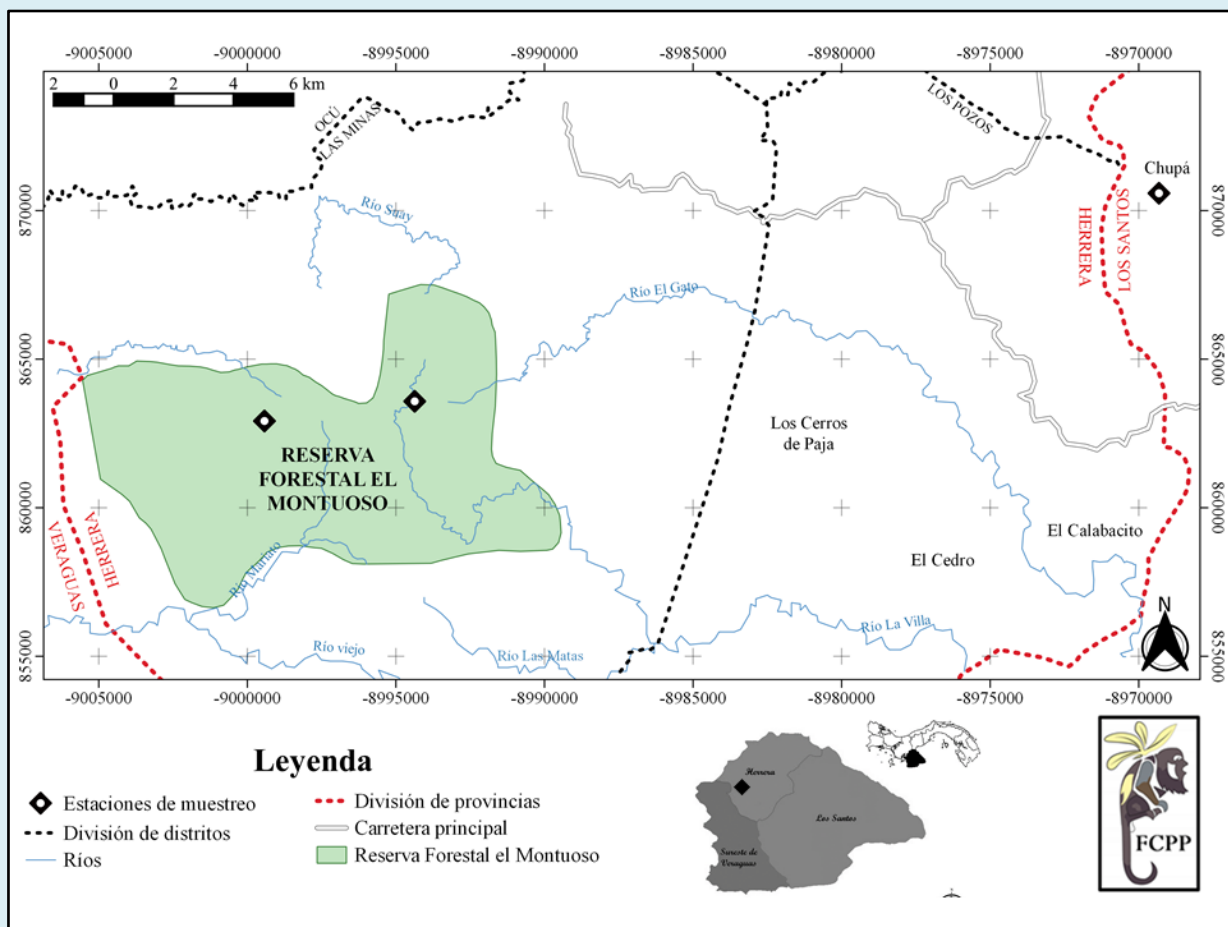 -9005000 -9000000 -8995000 -8990000 -8985000 -8980000 -8975000 -8970000
2 0 2 4 6 km
OCÚ
LAS MINAS
LOS POZOS
Chupá
870000
870000
Río Suay
HERRERA
LOS SANTOS
Río El Gato
865000
865000
Los Cerros
de Paja
RESERVA
FORESTAL EL
MONTUOSO
860000
860000
El Calabacito
El Cedro
VERAGUAS
HERRERA
Río Mariato
Río La Villa
Río viejo
Río Las Matas
N
855000
855000
-9005000 -9000000 -8995000 -8990000 -8985000 -8980000 -8975000 -8970000
Leyenda
Estaciones de muestreo
División de distritos
Ríos
División de provincias
Carretera principal
Reserva Forestal el Montuoso
Herrera
Los Santos
Sureste de
Veraguas
FCPP